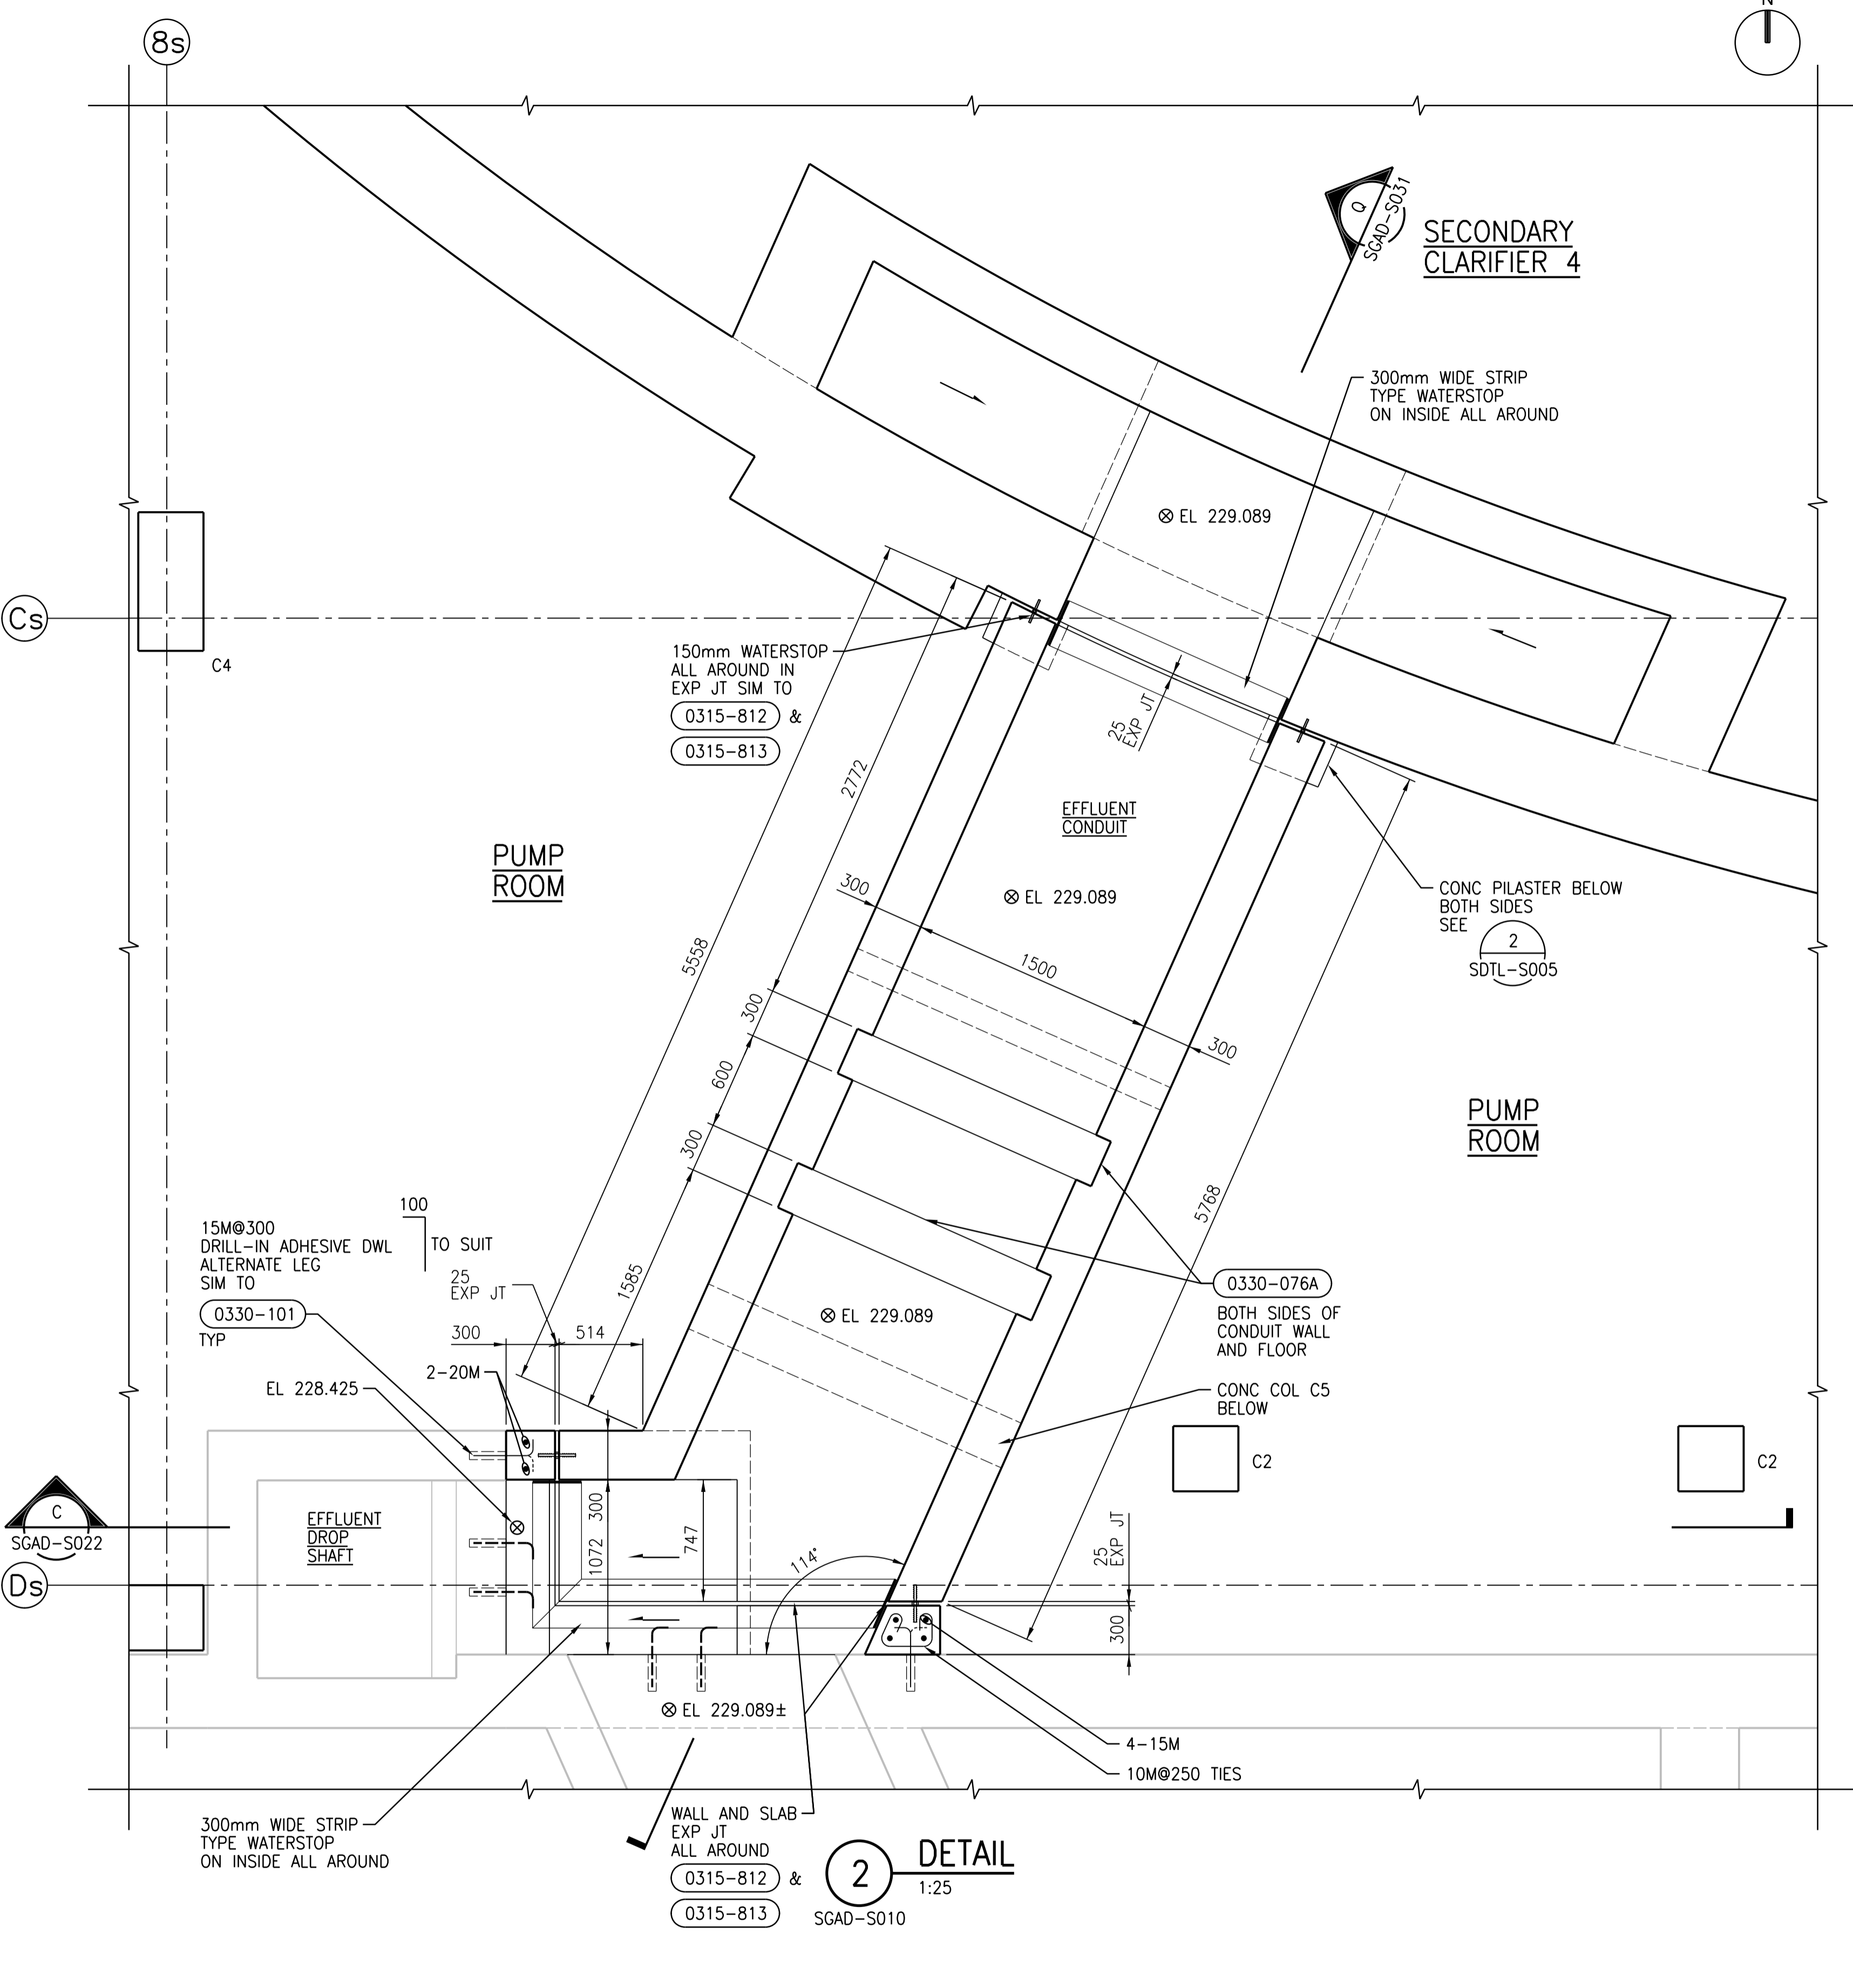 8s
N
Q
SGAD-S031
SECONDARY
CLARIFIER 4
300mm WIDE STRIP
TYPE WATERSTOP
ON INSIDE ALL AROUND
⊗ EL 229.089
Cs
C4
150mm WATERSTOP
ALL AROUND IN
EXP JT SIM TO
0315-812 &
0315-813
25
EXP JT
2772
EFFLUENT
CONDUIT
PUMP
ROOM
300
⊗ EL 229.089
CONC PILASTER BELOW
BOTH SIDES
SEE
2
SDTL-S005
5558
1500
300
300
600
300
PUMP
ROOM
5768
15M@300
DRILL-IN ADHESIVE DWL
ALTERNATE LEG
SIM TO
0330-101
TYP
100
TO SUIT
25
EXP JT
1585
300
514
⊗ EL 229.089
0330-076A
BOTH SIDES OF
CONDUIT WALL
AND FLOOR
2-20M
EL 228.425
CONC COL C5
BELOW
C2
C2
C
SGAD-S022
EFFLUENT
DROP
SHAFT
300
1072
747
114°
25
EXP JT
300
Ds
⊗ EL 229.089±
4-15M
10M@250 TIES
300mm WIDE STRIP
TYPE WATERSTOP
ON INSIDE ALL AROUND
WALL AND SLAB
EXP JT
ALL AROUND
0315-812 &
0315-813
2
DETAIL
1:25
SGAD-S010